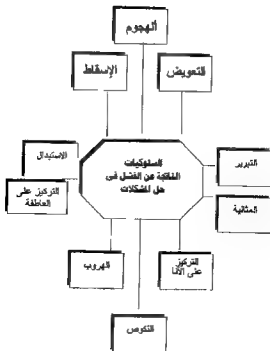 الهجوم
الإسقاط
التعويض
السلوكيات
الناتجة عن الفشل في
حل المشكلات
الاستبدال
التبرير
التركيز على
العاطفة
المثالية
الهروب
التركيز
على الأنا
النكوص